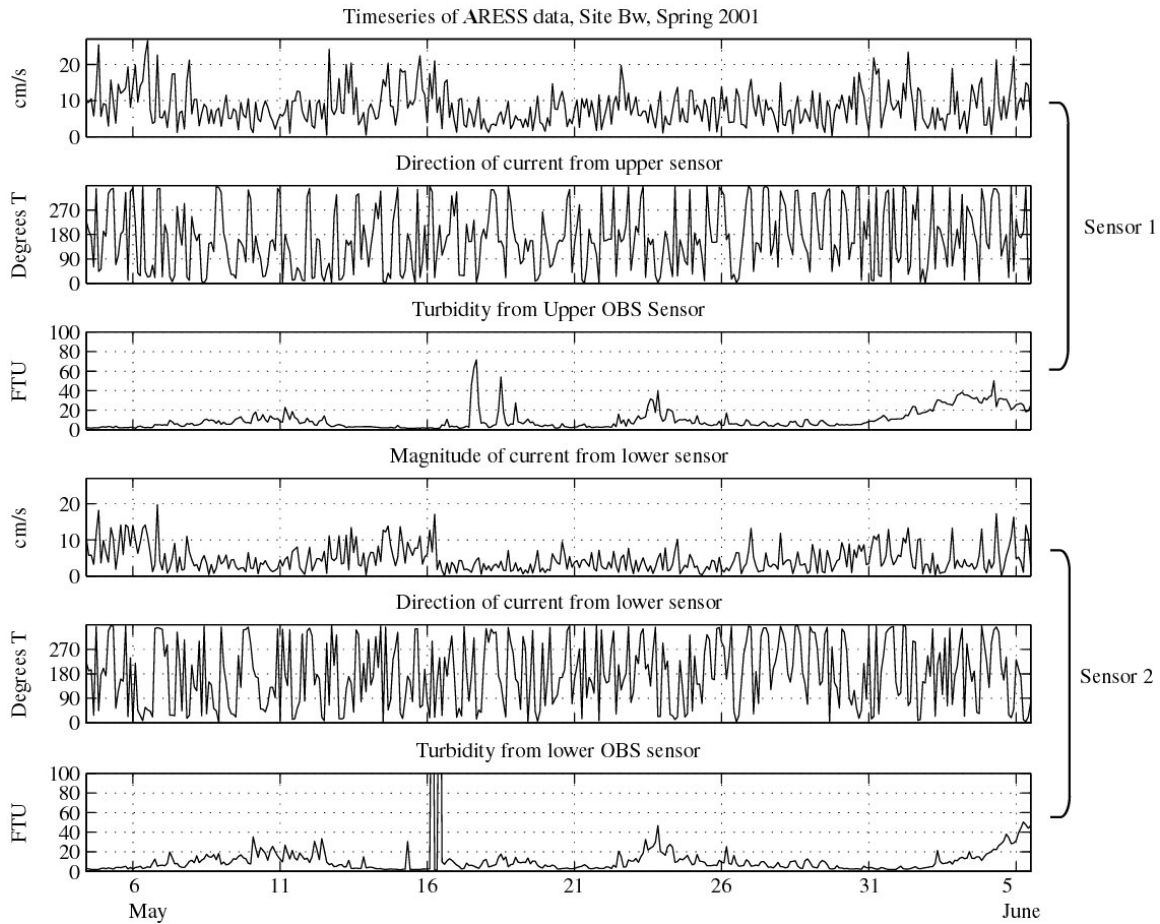 Timeseries of ARESS data, Site Bw, Spring 2001
cm/s
20
10
0
Direction of current from upper sensor
Degrees T
270
180
90
0
Turbidity from Upper OBS Sensor
FTU
100
80
60
40
20
0
Sensor 1
Magnitude of current from lower sensor
cm/s
20
10
0
Direction of current from lower sensor
Degrees T
270
180
90
0
Turbidity from lower OBS sensor
FTU
100
80
60
40
20
0
Sensor 2
6 11 16 21 26 31 5
May June